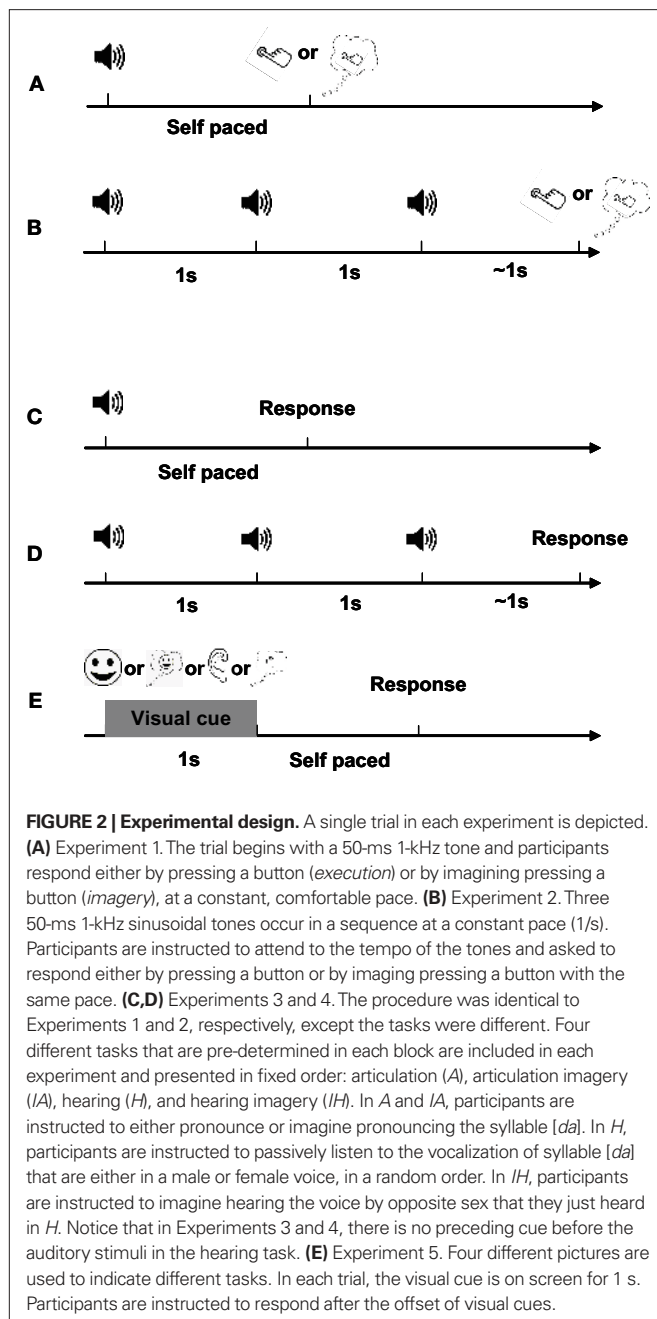 or
A
Self paced
or
B
1s 1s ~1s
Response
C
Self paced
Response
D
1s 1s ~1s
or or or
Response
E
Visual cue
1s Self paced
FIGURE 2 | Experimental design. A single trial in each experiment is depicted.
(A) Experiment 1. The trial begins with a 50-ms 1-kHz tone and participants
respond either by pressing a button (execution) or by imagining pressing a
button (imagery), at a constant, comfortable pace. (B) Experiment 2. Three
50-ms 1-kHz sinusoidal tones occur in a sequence at a constant pace (1/s).
Participants are instructed to attend to the tempo of the tones and asked to
respond either by pressing a button or by imaging pressing a button with the
same pace. (C,D) Experiments 3 and 4. The procedure was identical to
Experiments 1 and 2, respectively, except the tasks were different. Four
different tasks that are pre-determined in each block are included in each
experiment and presented in fixed order: articulation (A), articulation imagery
(IA), hearing (H), and hearing imagery (IH). In A and IA, participants are
instructed to either pronounce or imagine pronouncing the syllable [da]. In H,
participants are instructed to passively listen to the vocalization of syllable [da]
that are either in a male or female voice, in a random order. In IH, participants
are instructed to imagine hearing the voice by opposite sex that they just heard
in H. Notice that in Experiments 3 and 4, there is no preceding cue before the
auditory stimuli in the hearing task. (E) Experiment 5. Four different pictures are
used to indicate different tasks. In each trial, the visual cue is on screen for 1 s.
Participants are instructed to respond after the offset of visual cues.